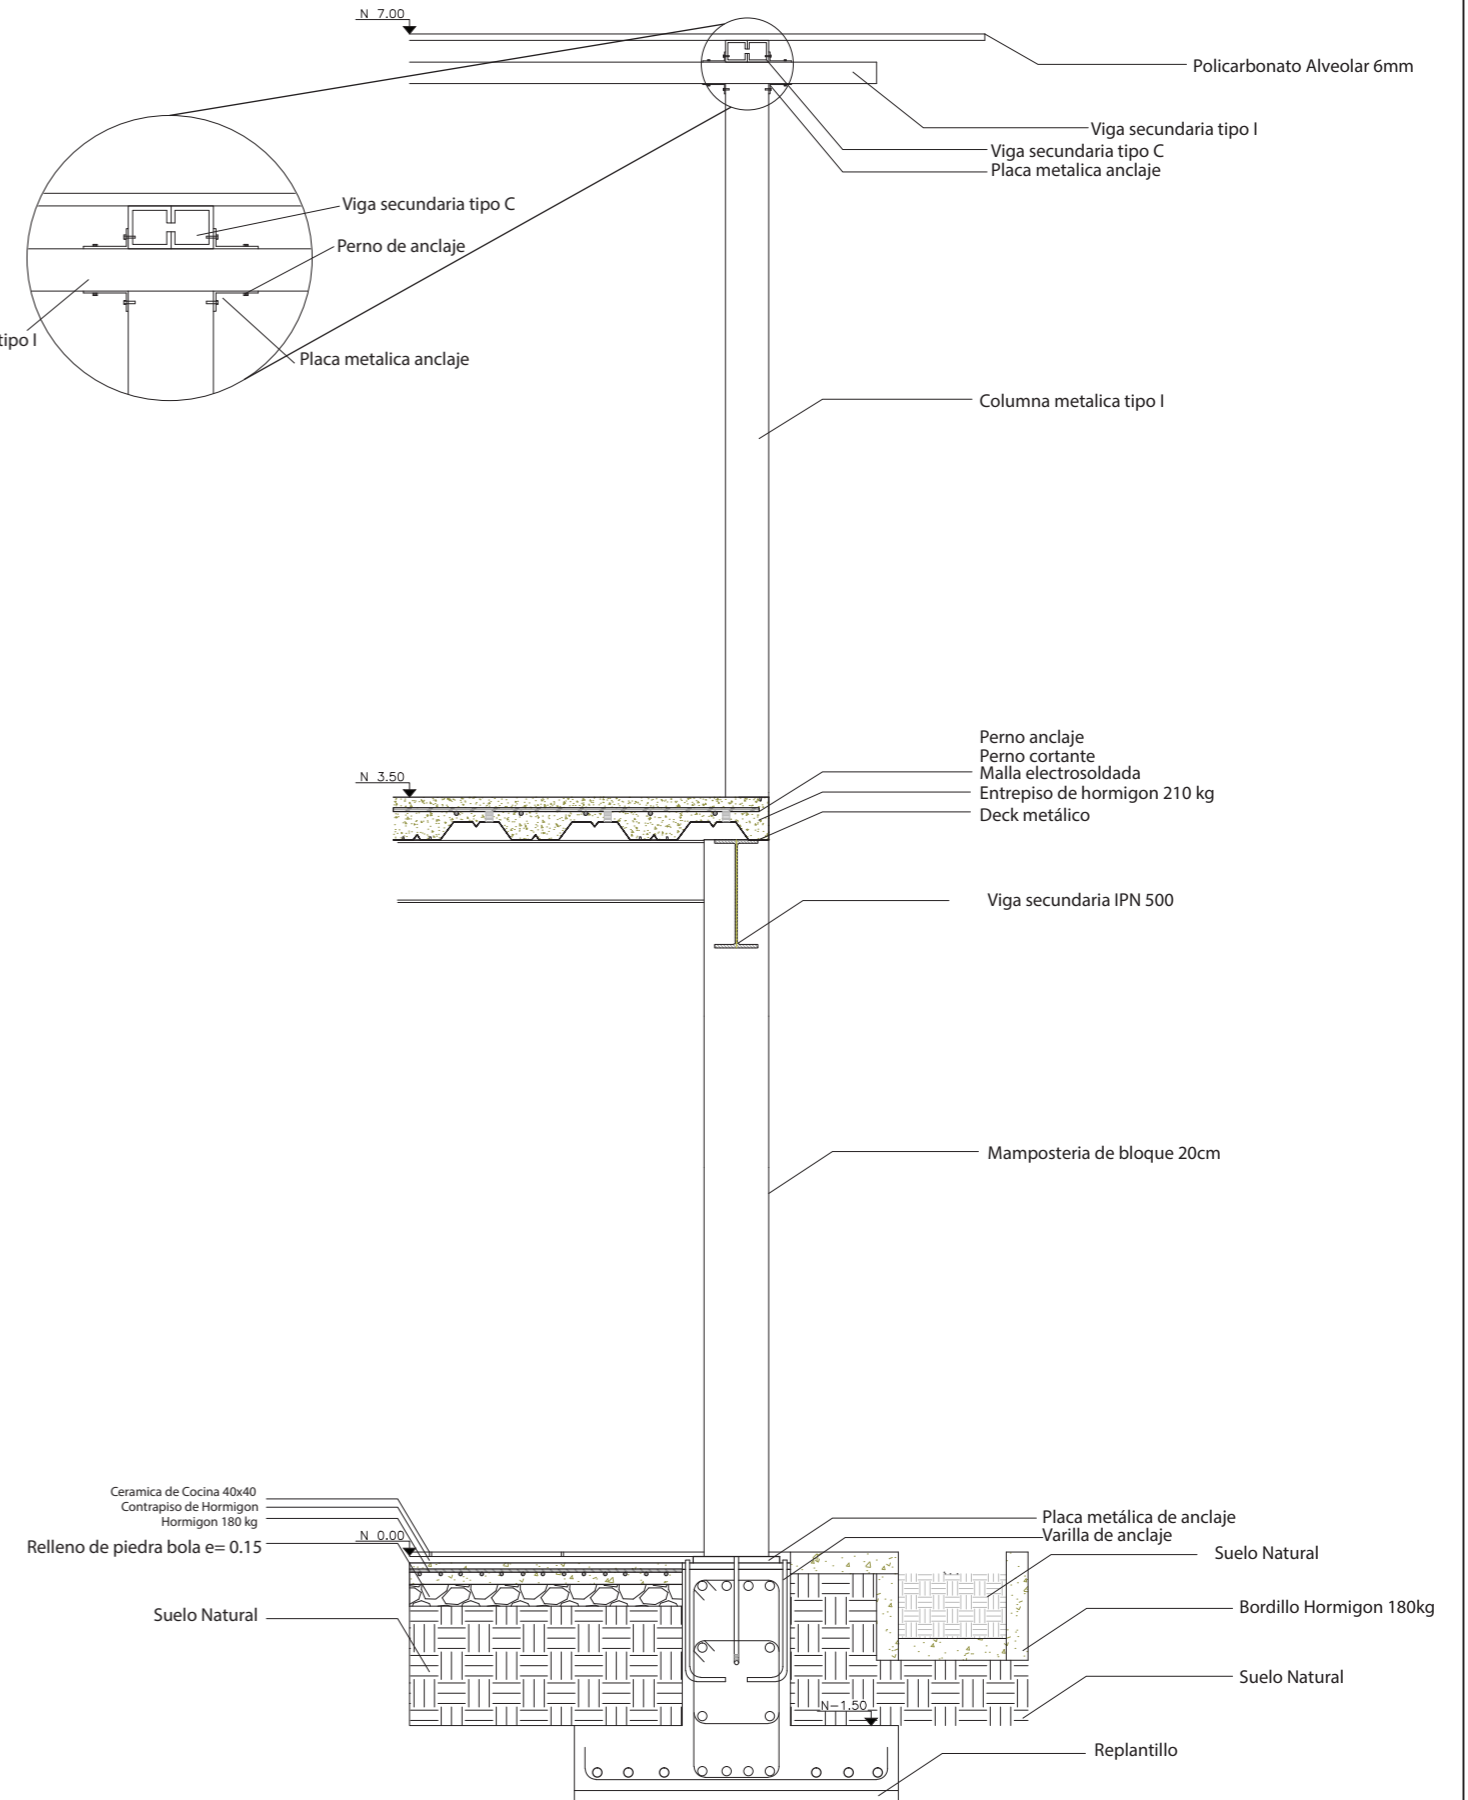 N 7.00
Policarbonato Alveolar 6mm
Viga secundaria tipo I
Viga secundaria tipo C
Placa metalica anclaje
Viga secundaria tipo C
Perno de anclaje
tipo I
Placa metalica anclaje
Columna metalica tipo I
Perno anclaje
Perno cortante
N 3.50
Malla electrosoldada
Entrepiso de hormigon 210 kg
Deck metálico
Viga secundaria IPN 500
Mamposteria de bloque 20cm
Ceramica de Cocina 40x40
Contrapiso de Hormigon
Hormigon 180 kg
N 0.00
Relleno de piedra bola e= 0.15
Placa metálica de anclaje
Varilla de anclaje
Suelo Natural
Suelo Natural
Bordillo Hormigon 180kg
Suelo Natural
N-1.50
Replantillo